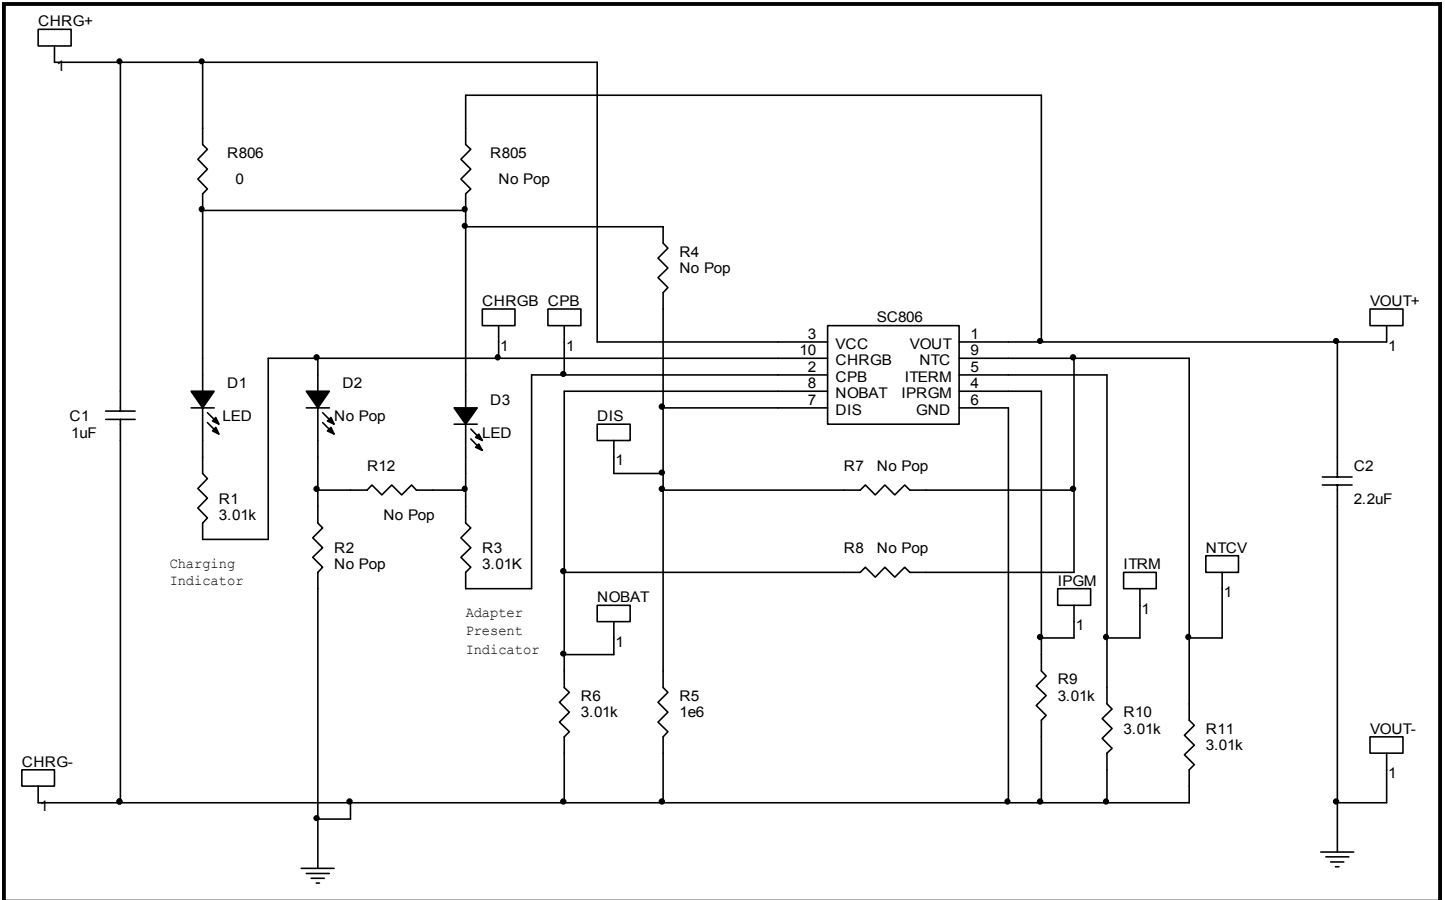 CHRG+
1
R806
0
R805
No Pop
R4
No Pop
CHRGB
1
CPB
1
SC806
3 VCC VOUT 1
10 CHRGB NTC 9
2 CPB ITERM 5
8 NOBAT IPRGM 4
7 DIS GND 6
VOUT+
1
D1
LED
D2
No Pop
D3
LED
C1
1uF
DIS
1
R12
No Pop
R7 No Pop
C2
2.2uF
R1
3.01k
R2
No Pop
R3
3.01K
R8 No Pop
Charging
Indicator
Adapter
Present
Indicator
NOBAT
1
IPGM
1
ITRM
1
NTCV
1
R6
3.01k
R5
1e6
R9
3.01k
R10
3.01k
R11
3.01k
CHRG-
1
VOUT-
1